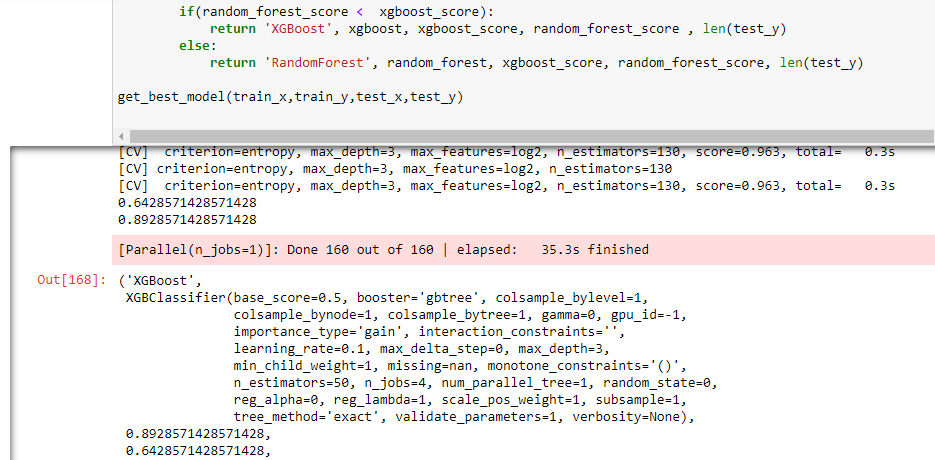 if(random_forest_score <  xgboost_score):
return 'XGBoost', xgboost, xgboost_score, random_forest_score , len(test_y)
else:
return 'RandomForest', random_forest, xgboost_score, random_forest_score, len(test_y)
get_best_model(train_x,train_y,test_x,test_y)
[CV]  criterion=entropy, max_depth=3, max_features=log2, n_estimators=130, score=0.963, total=   0.3s
[CV] criterion=entropy, max_depth=3, max_features=log2, n_estimators=130
[CV]  criterion=entropy, max_depth=3, max_features=log2, n_estimators=130, score=0.963, total=   0.3s
0.6428571428571428
0.8928571428571428
[Parallel(n_jobs=1)]: Done 160 out of 160 | elapsed:   35.3s finished
Out[168]: ('XGBoost',
XGBClassifier(base_score=0.5, booster='gbtree', colsample_bylevel=1,
colsample_bynode=1, colsample_bytree=1, gamma=0, gpu_id=-1,
importance_type='gain', interaction_constraints='',
learning_rate=0.1, max_delta_step=0, max_depth=3,
min_child_weight=1, missing=nan, monotone_constraints='()',
n_estimators=50, n_jobs=4, num_parallel_tree=1, random_state=0,
reg_alpha=0, reg_lambda=1, scale_pos_weight=1, subsample=1,
tree_method='exact', validate_parameters=1, verbosity=None),
0.8928571428571428,
0.6428571428571428,